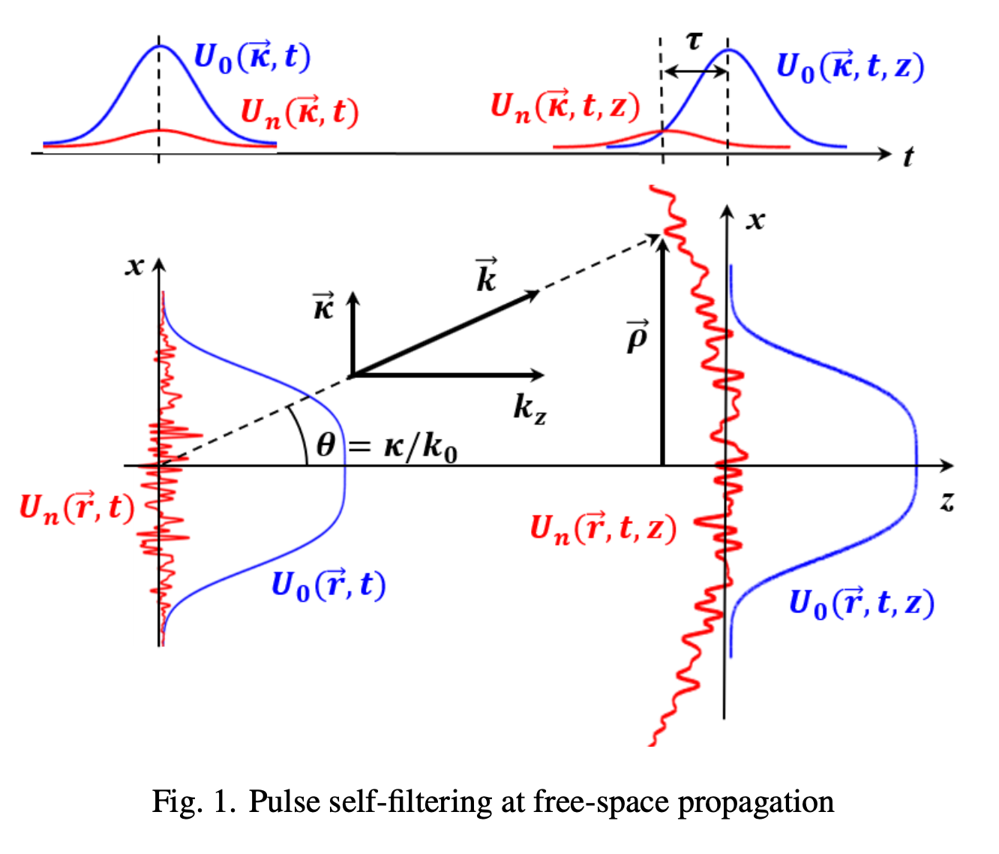 τ
U₀(κ⃗, t)
U₀(κ⃗, t, z)
Uₙ(κ⃗, t)
Uₙ(κ⃗, t, z)
t
x
x
k⃗
κ⃗
ρ⃗
k_z
θ = κ/k₀
z
Uₙ(r⃗, t)
Uₙ(r⃗, t, z)
U₀(r⃗, t)
U₀(r⃗, t, z)
Fig. 1. Pulse self-filtering at free-space propagation